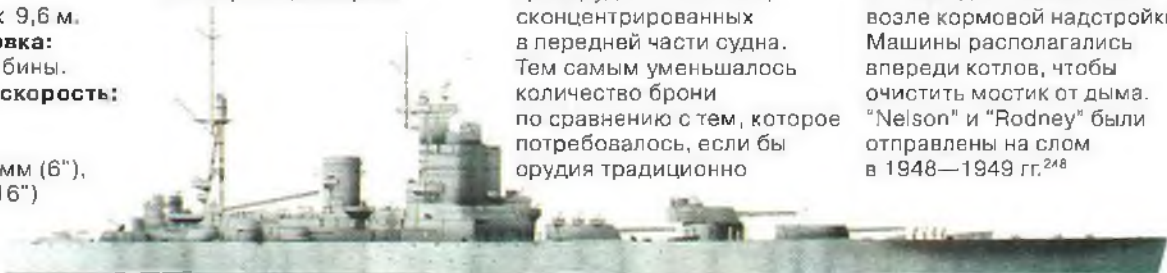 9,6 м.
вка:
бины.
скорость:
мм (6"),
6")
сконцентрированных
в передней части судна.
Тем самым уменьшалось
количество брони
по сравнению с тем, которое
потребовалось, если бы
орудия традиционно
возле кормовой надстройки
Машины располагались
впереди котлов, чтобы
очистить мостик от дыма.
"Nelson" и "Rodney" были
отправлены на слом
в 1948—1949 гг.²⁴⁸